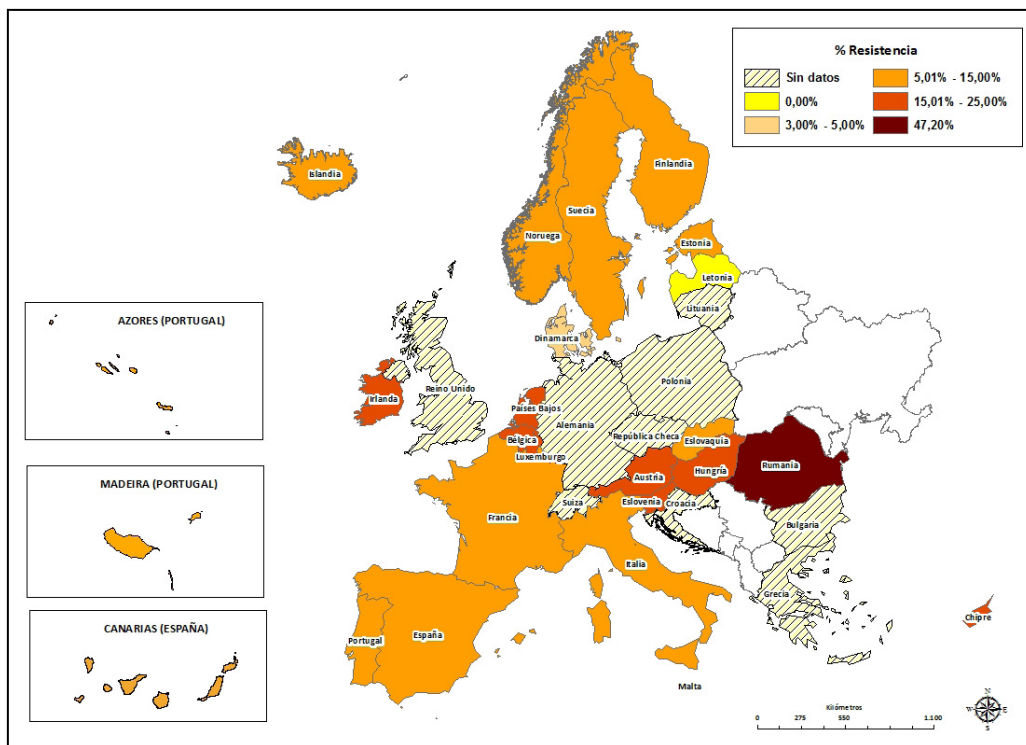 % Resistencia
Sin datos
5,01% - 15,00%
0,00%
15,01% - 25,00%
3,00% - 5,00%
47,20%
Islandia
Finlandia
Suecia
Noruega
Estonia
Letonia
Lituania
Dinamarca
AZORES (PORTUGAL)
Reino Unido
Irlanda
Polonia
Países Bajos
Alemania
Bélgica
República Checa
Eslovaquia
Luxemburgo
Rumanía
Hungría
Austria
MADEIRA (PORTUGAL)
Suiza
Eslovenia
Croacia
Francia
Bulgaria
Italia
Grecia
CANARIAS (ESPAÑA)
Chipre
Portugal
España
Malta
Kilómetros
0 275 550 1.100
N
W E
S